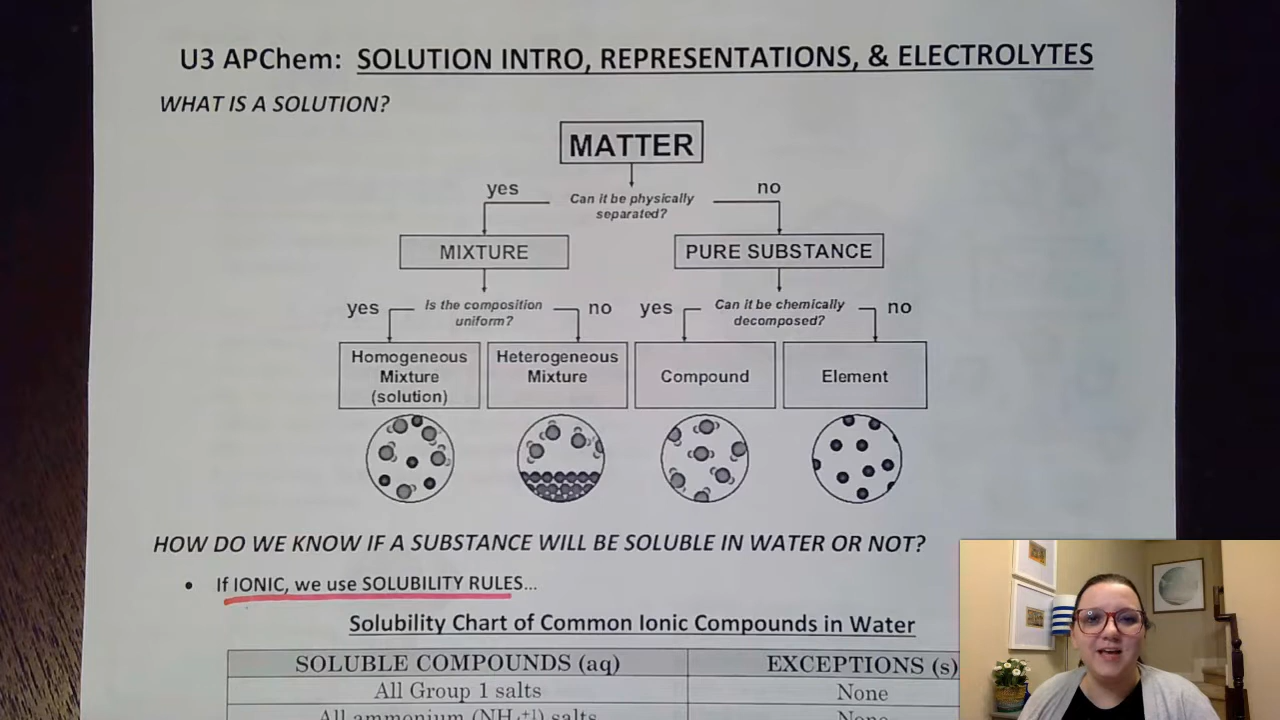 U3 APChem: SOLUTION INTRO, REPRESENTATIONS, & ELECTROLYTES
WHAT IS A SOLUTION?
MATTER
yes
Can it be physically
separated?
no
MIXTURE
PURE SUBSTANCE
yes
Is the composition
uniform?
no
yes
Can it be chemically
decomposed?
no
Homogeneous
Mixture
(solution)
Heterogeneous
Mixture
Compound
Element
HOW DO WE KNOW IF A SUBSTANCE WILL BE SOLUBLE IN WATER OR NOT?
• If IONIC, we use SOLUBILITY RULES...
Solubility Chart of Common Ionic Compounds in Water
SOLUBLE COMPOUNDS (aq) EXCEPTIONS (s)
All Group 1 salts None
All ammonium salts None